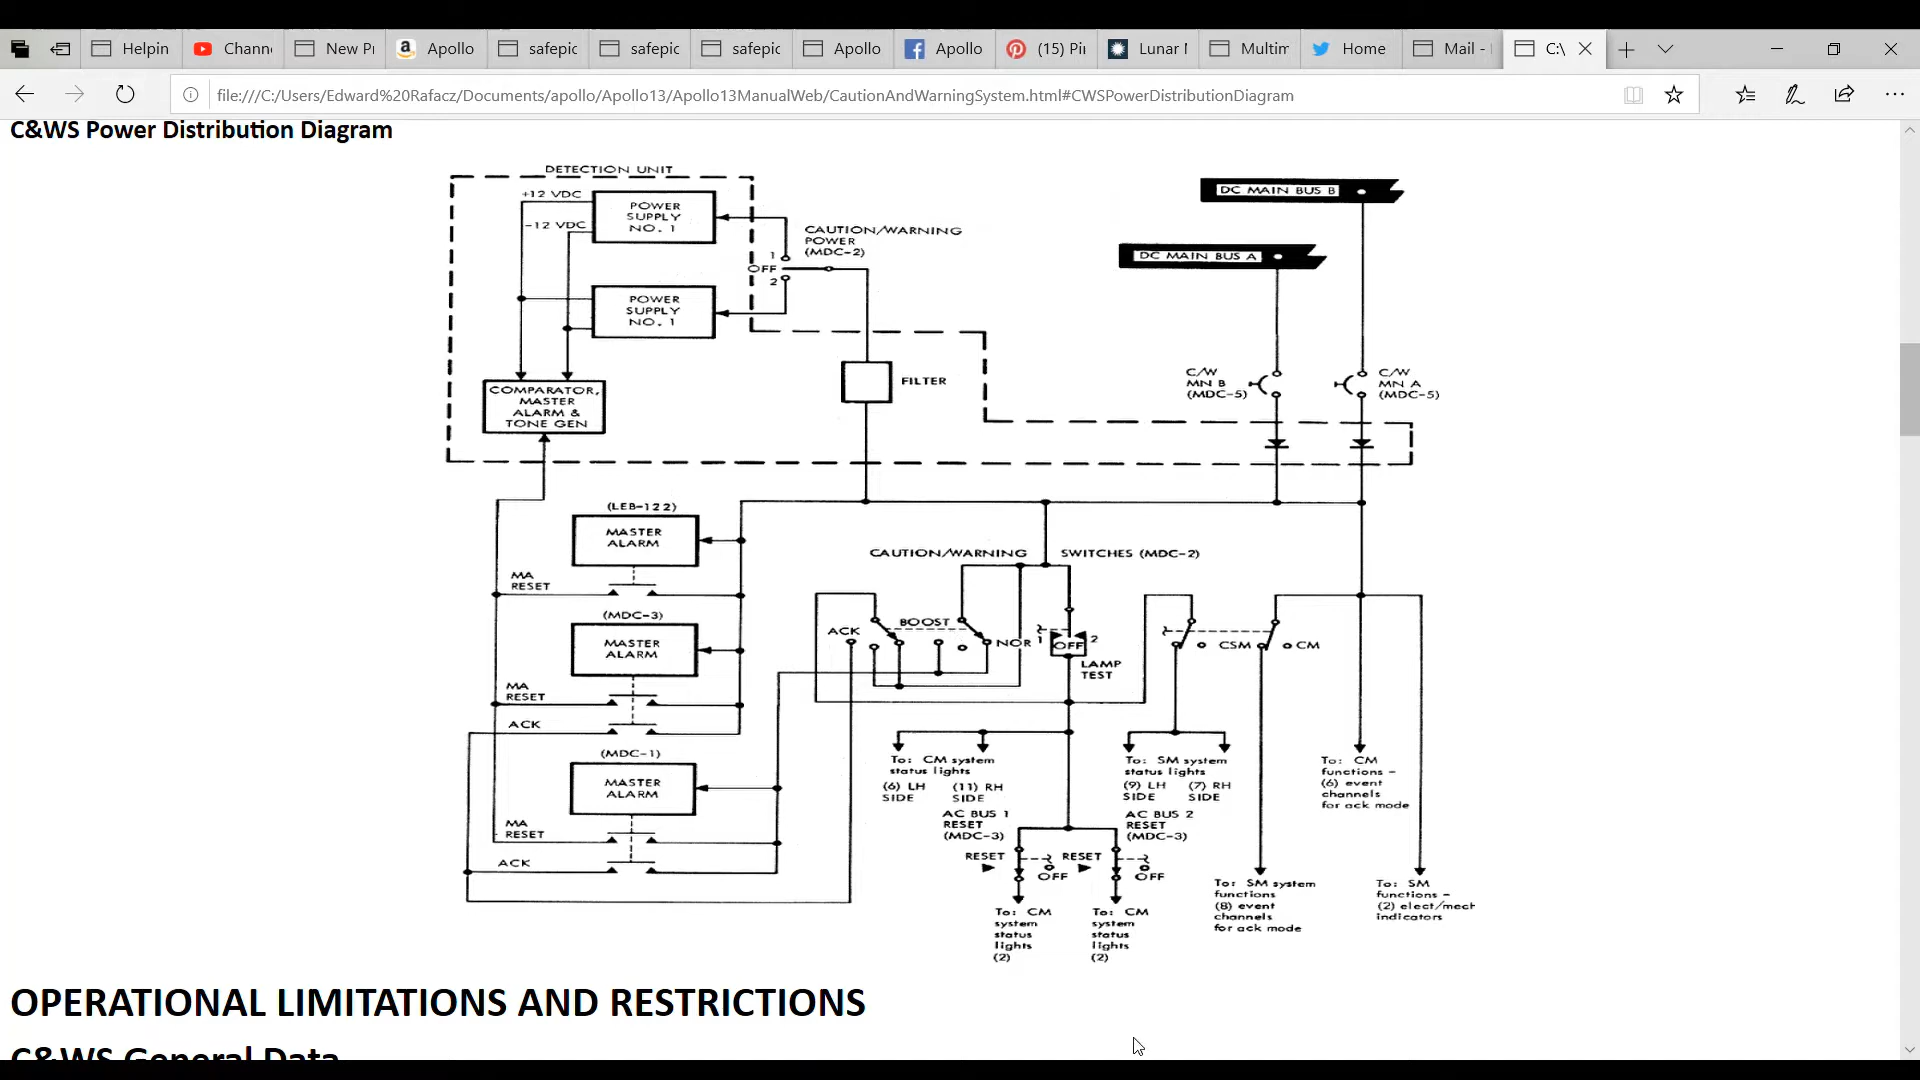 Helpin
Chann
New Pi
Apollo
safepic
safepic
safepic
Apollo
Apollo
(15) Pii
Lunar
Multim
Home
Mail -
C:\
file:///C:/Users/Edward%20Rafacz/Documents/apollo/Apollo13/Apollo13ManualWeb/CautionAndWarningSystem.html#CWSPowerDistributionDiagram
C&WS Power Distribution Diagram
DETECTION UNIT
+12 VDC
-12 VDC
POWER
SUPPLY
NO. 1
CAUTION/WARNING
POWER
(MDC-2)
1
OFF
2
POWER
SUPPLY
NO. 1
DC MAIN BUS B
DC MAIN BUS A
COMPARATOR,
MASTER
ALARM &
TONE GEN
FILTER
C/W
MN B
(MDC-5)
C/W
MN A
(MDC-5)
(LEB-122)
MASTER
ALARM
MA
RESET
(MDC-3)
MASTER
ALARM
MA
RESET
ACK
(MDC-1)
MASTER
ALARM
MA
RESET
ACK
CAUTION/WARNING SWITCHES (MDC-2)
ACK
BOOST
NOR
1
OFF
2
LAMP
TEST
CSM
CM
To: CM system
status lights
(6) LH
SIDE
(11) RH
SIDE
To: SM system
status lights
(9) LH
SIDE
(7) RH
SIDE
To: CM
functions -
(6) event
channels
for ack mode
AC BUS 1
RESET
(MDC-3)
AC BUS 2
RESET
(MDC-3)
RESET
OFF
RESET
OFF
To: CM
system
status
lights
(2)
To: CM
system
status
lights
(2)
To: SM system
functions
(8) event
channels
for ack mode
To: SM
functions -
(2) elect/mect
indicators
OPERATIONAL LIMITATIONS AND RESTRICTIONS
C&WS General Data